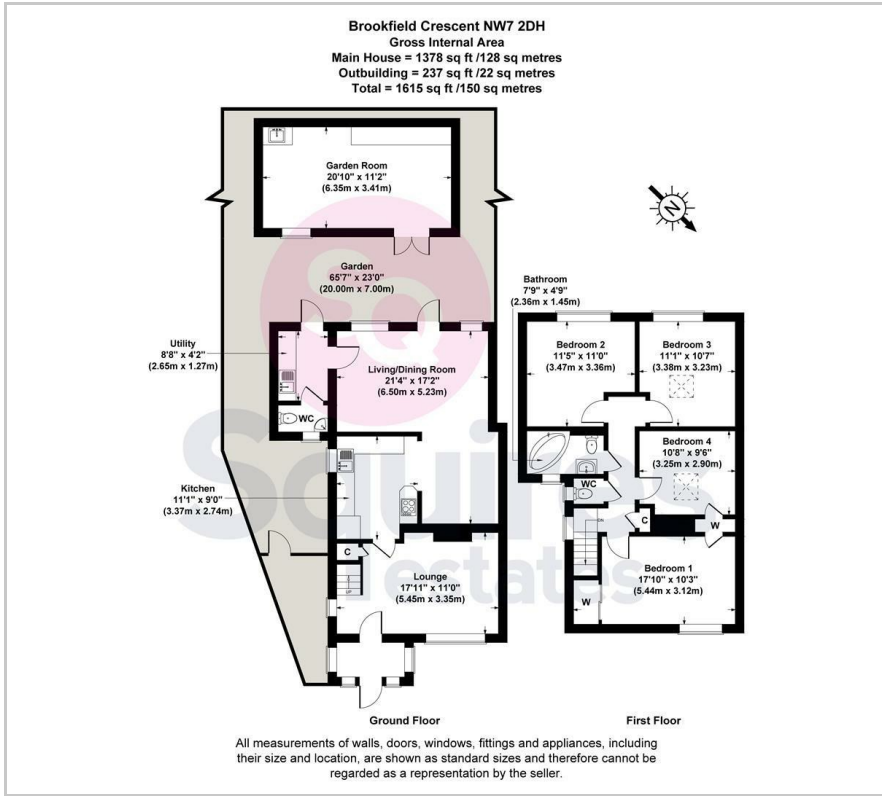 Brookfield Crescent NW7 2DH
Gross Internal Area
Main House = 1378 sq ft /128 sq metres
Outbuilding = 237 sq ft /22 sq metres
Total = 1615 sq ft /150 sq metres
Garden Room
20'10" x 11'2"
(6.35m x 3.41m)
N
Garden
65'7" x 23'0"
(20.00m x 7.00m)
Bathroom
7'9" x 4'9"
(2.36m x 1.45m)
Utility
8'8" x 4'2"
(2.65m x 1.27m)
Living/Dining Room
21'4" x 17'2"
(6.50m x 5.23m)
WC
Kitchen
11'1" x 9'0"
(3.37m x 2.74m)
C
UP
Lounge
17'11" x 11'0"
(5.45m x 3.35m)
Bedroom 2
11'5" x 11'0"
(3.47m x 3.36m)
Bedroom 3
11'1" x 10'7"
(3.38m x 3.23m)
Bedroom 4
10'8" x 9'6"
(3.25m x 2.90m)
WC
DN
C
W
Bedroom 1
17'10" x 10'3"
(5.44m x 3.12m)
W
SQ
Squires
estates
Ground Floor
First Floor
All measurements of walls, doors, windows, fittings and appliances, including
their size and location, are shown as standard sizes and therefore cannot be
regarded as a representation by the seller.